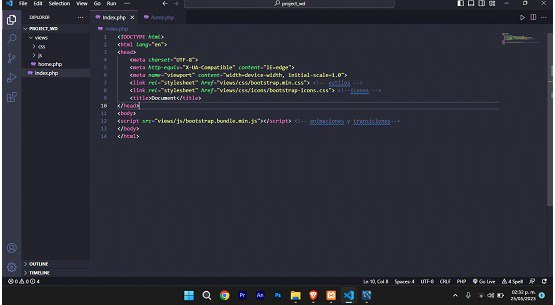 File Edit Selection View Go Run ···
project_wd
EXPLORER
Index.php
home.php
PROJECT_WD
views
css
js
home.php
Index.php
1 <!DOCTYPE html>
2 <html lang="en">
3 <head>
4 <meta charset="UTF-8">
5 <meta http-equiv="X-UA-Compatible" content="IE=edge">
6 <meta name="viewport" content="width=device-width, initial-scale=1.0">
7 <link rel="stylesheet" href="views/css/bootstrap.min.css"> <!-- estilos -->
8 <link rel="stylesheet" href="views/css/icons/bootstrap-icons.css"> <!--iconos -->
9 <title>Document</title>
10 </head>
11 <body>
12 <script src="views/js/bootstrap.bundle.min.js"></script> <!-- animaciones y transiciones-->
13 </body>
14 </html>
OUTLINE
TIMELINE
0 0 4
Ln 10, Col 8 Spaces: 4 UTF-8 CRLF PHP Go Live 4 Spell
02:32 p. m.
25/05/2023